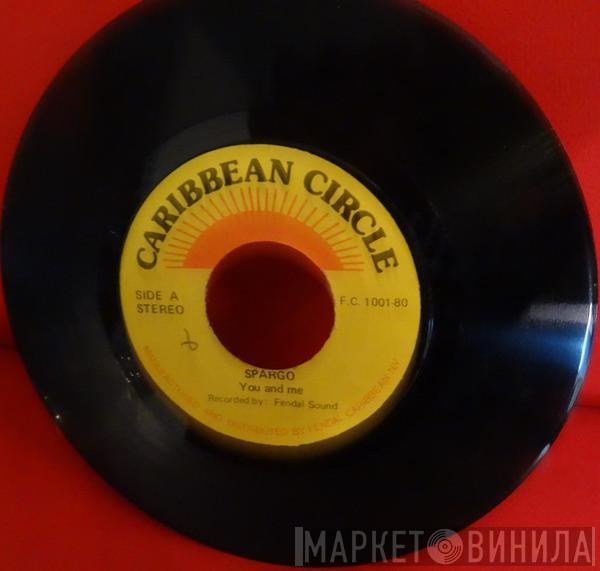 CARIBBEAN CIRCLE
SIDE A
STEREO
F.C. 1001-80
SPARGO
You and me
Recorded by: Fendal Sound
MANUFACTURED AND DISTRIBUTED BY FENDAL CARIBBEAN NV
МАРКЕТ ВИНИЛА